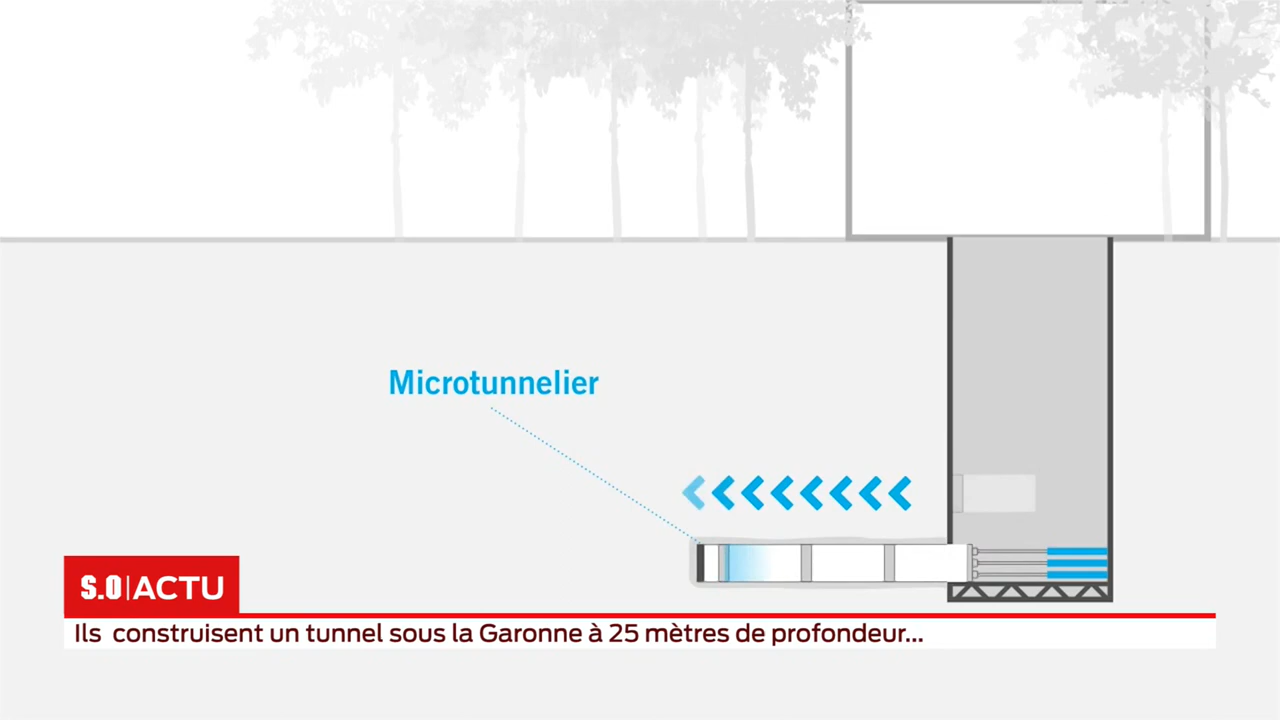 Microtunnelier
S.O|ACTU
Ils construisent un tunnel sous la Garonne à 25 mètres de profondeur...